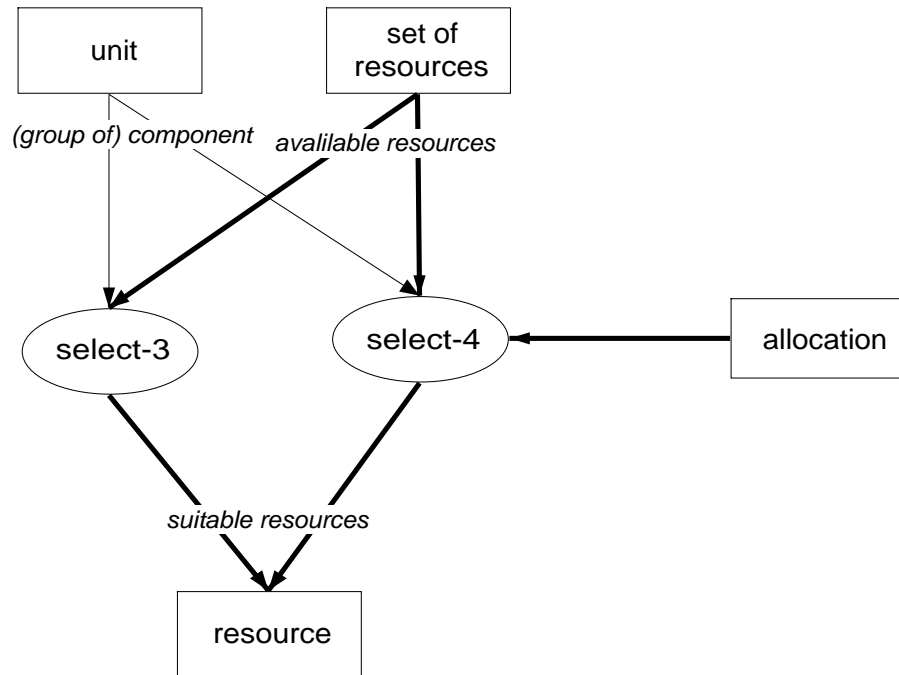 unit
set of
resources
(group of) component
avalilable resources
select-3
select-4
allocation
suitable resources
resource